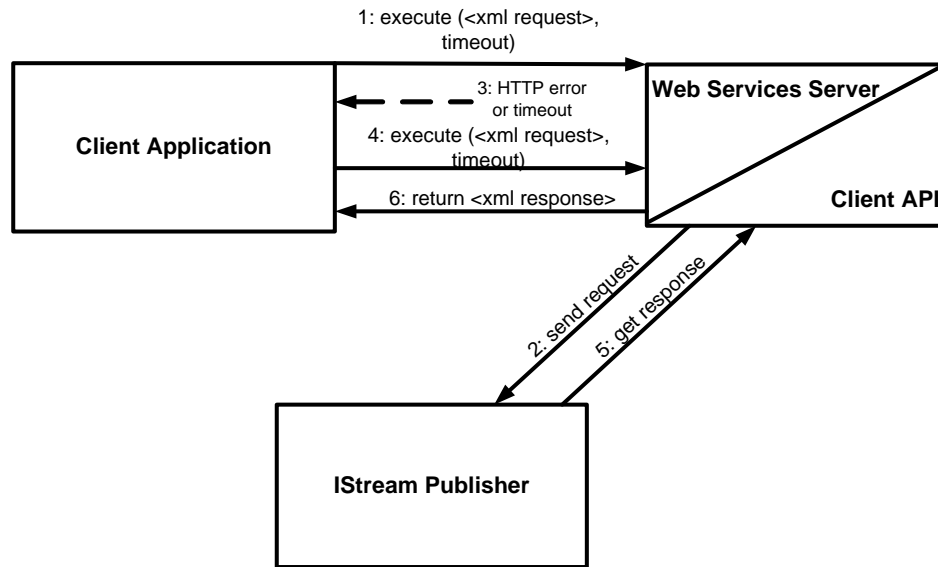 1: execute (<xml request>,
timeout)
3: HTTP error
or timeout
Web Services Server
Client Application
4: execute (<xml request>,
timeout)
6: return <xml response>
Client API
2: send request
5: get response
IStream Publisher